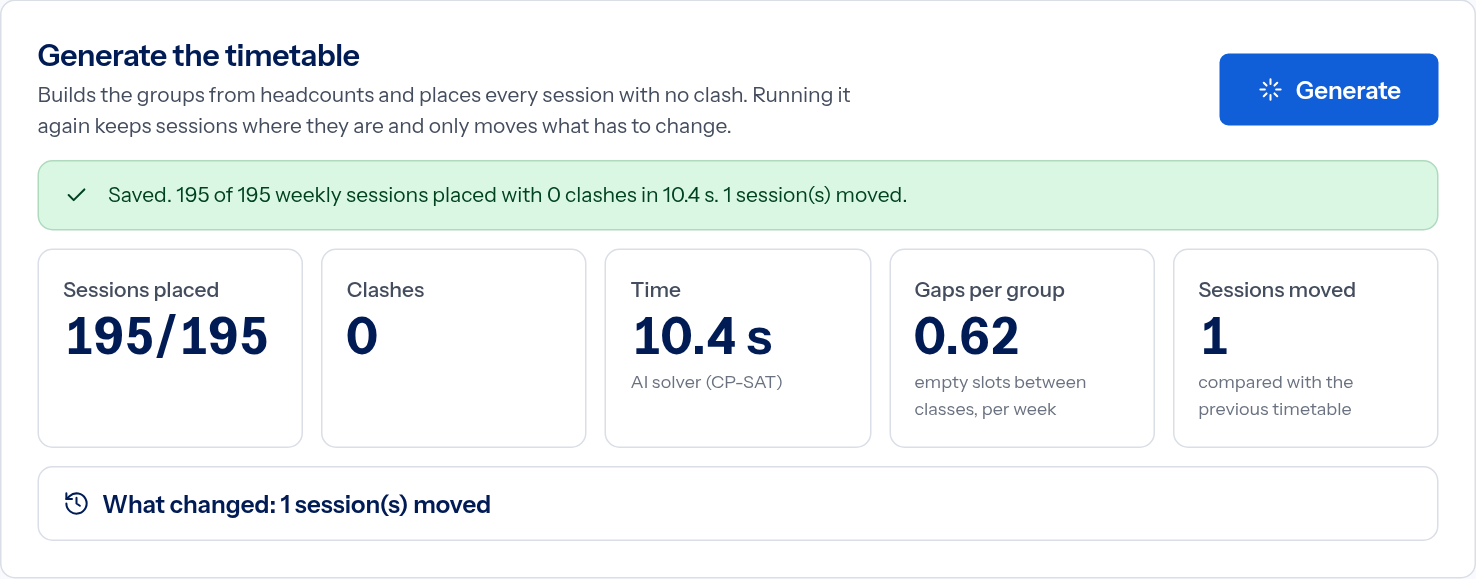 Generate the timetable
Builds the groups from headcounts and places every session with no clash. Running it
again keeps sessions where they are and only moves what has to change.
Generate
Saved. 195 of 195 weekly sessions placed with 0 clashes in 10.4 s. 1 session(s) moved.
Sessions placed
195/195
Clashes
0
Time
10.4 s
AI solver (CP-SAT)
Gaps per group
0.62
empty slots between
classes, per week
Sessions moved
1
compared with the
previous timetable
What changed: 1 session(s) moved